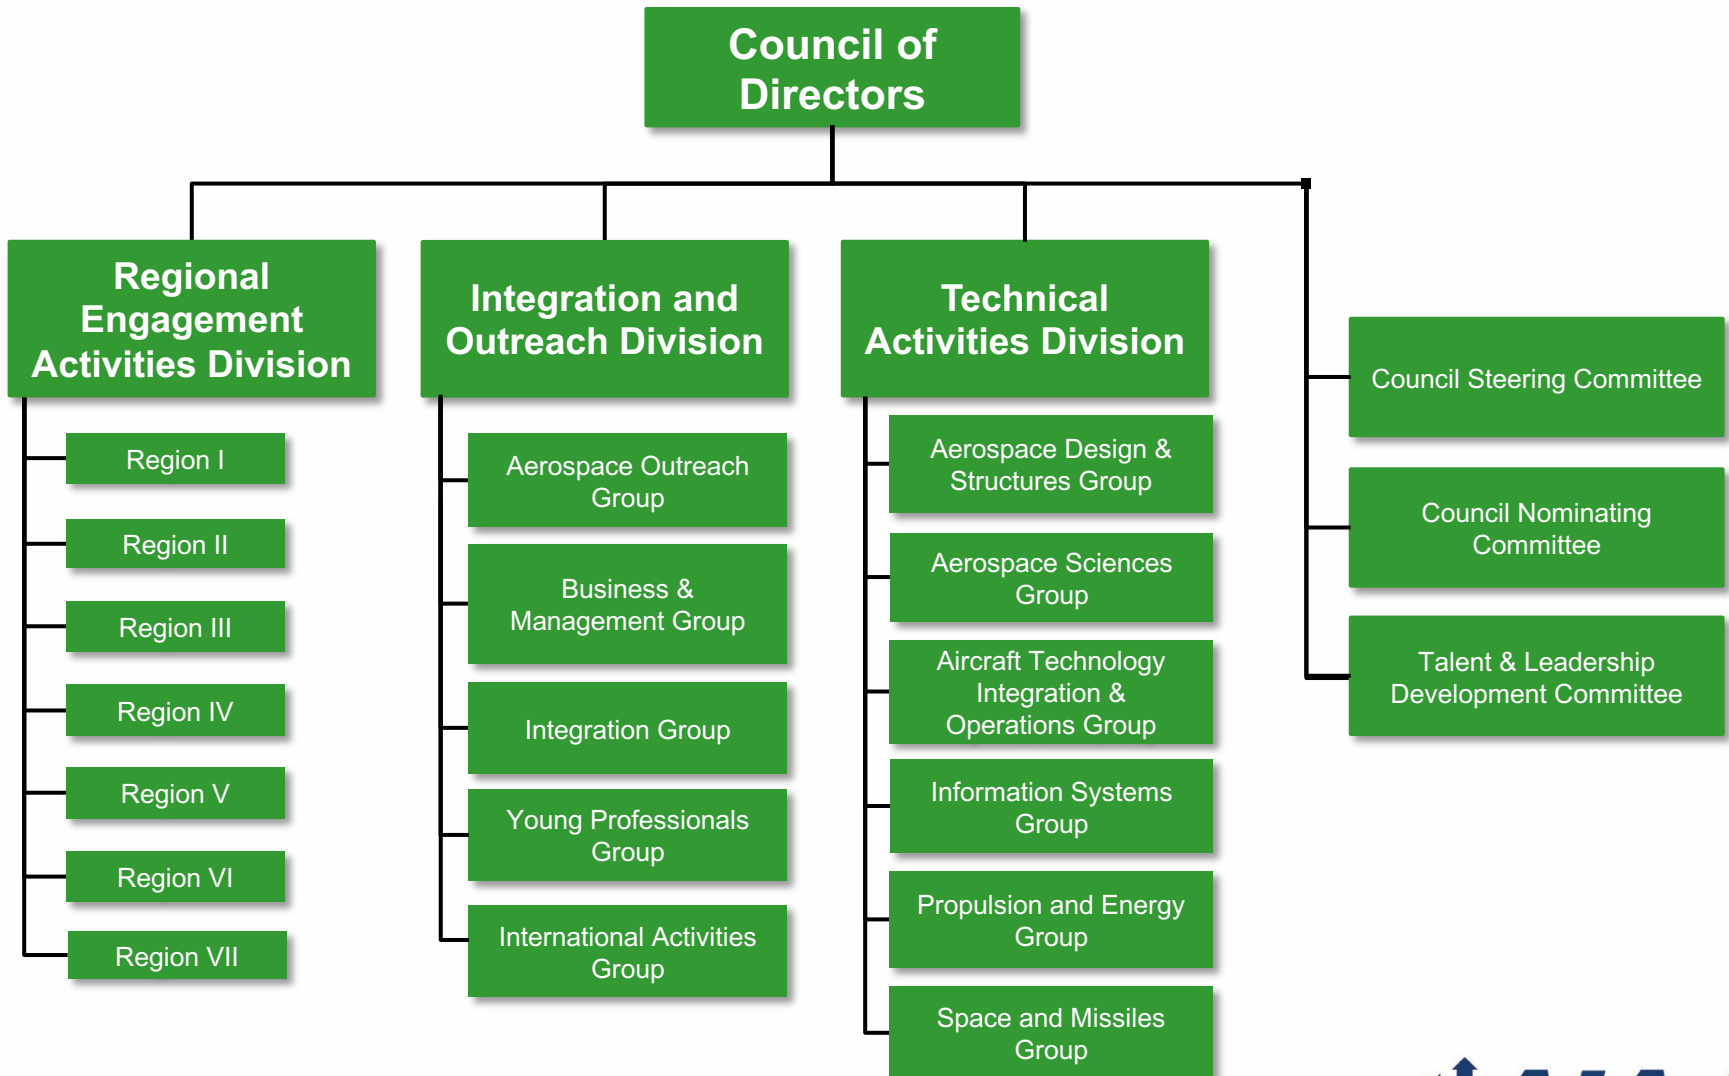 Council of
Directors
Regional
Engagement
Activities Division
Integration and
Outreach Division
Technical
Activities Division
Region I
Region II
Region III
Region IV
Region V
Region VI
Region VII
Aerospace Outreach
Group
Business &
Management Group
Integration Group
Young Professionals
Group
International Activities
Group
Aerospace Design &
Structures Group
Aerospace Sciences
Group
Aircraft Technology
Integration &
Operations Group
Information Systems
Group
Propulsion and Energy
Group
Space and Missiles
Group
Council Steering Committee
Council Nominating
Committee
Talent & Leadership
Development Committee